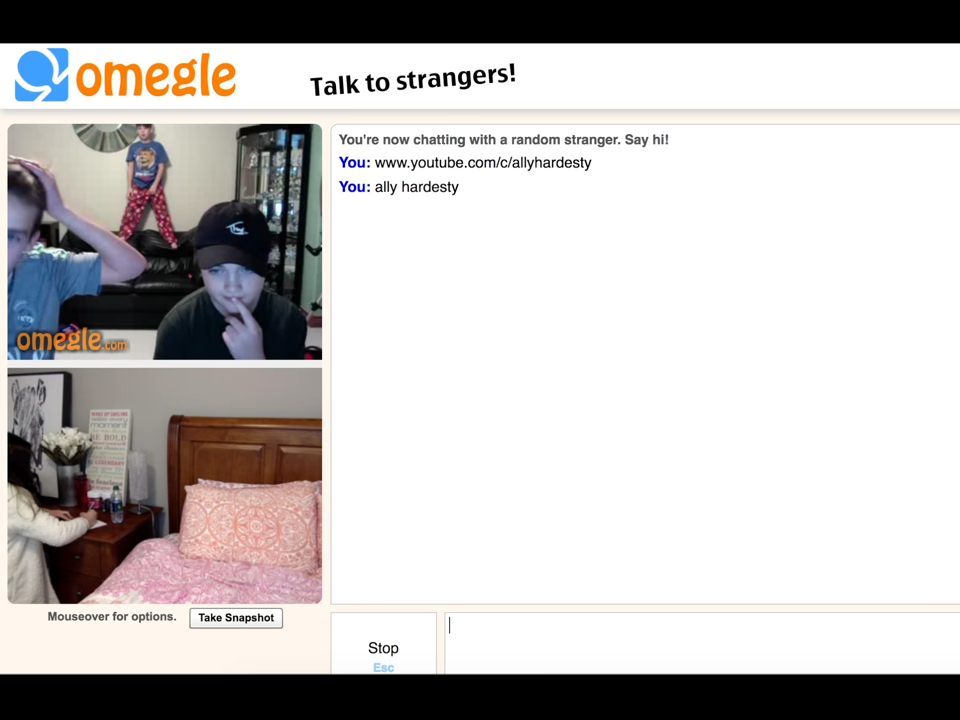 omegle
Talk to strangers!
You're now chatting with a random stranger. Say hi!
You: www.youtube.com/c/allyhardesty
You: ally hardesty
omegle.com
moment
BE BOLD
Mouseover for options.
Take Snapshot
Stop
Esc